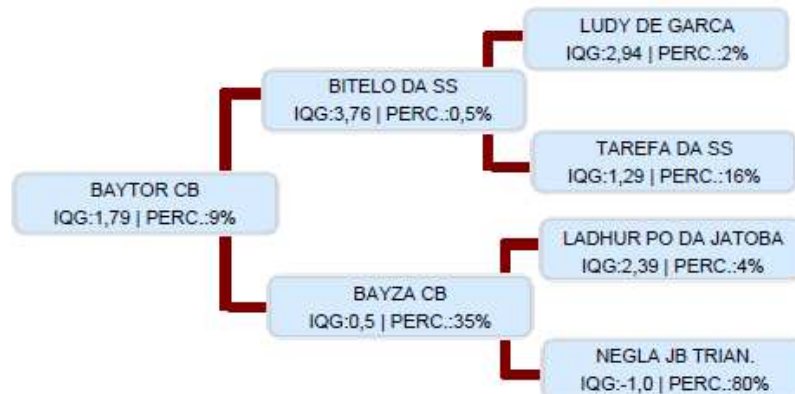 LUDY DE GARCA
IQG:2,94 | PERC.:2%
BITELO DA SS
IQG:3,76 | PERC.:0,5%
TAREFA DA SS
IQG:1,29 | PERC.:16%
BAYTOR CB
IQG:1,79 | PERC.:9%
LADHUR PO DA JATOBA
IQG:2,39 | PERC.:4%
BAYZA CB
IQG:0,5 | PERC.:35%
NEGLA JB TRIAN.
IQG:-1,0 | PERC.:80%